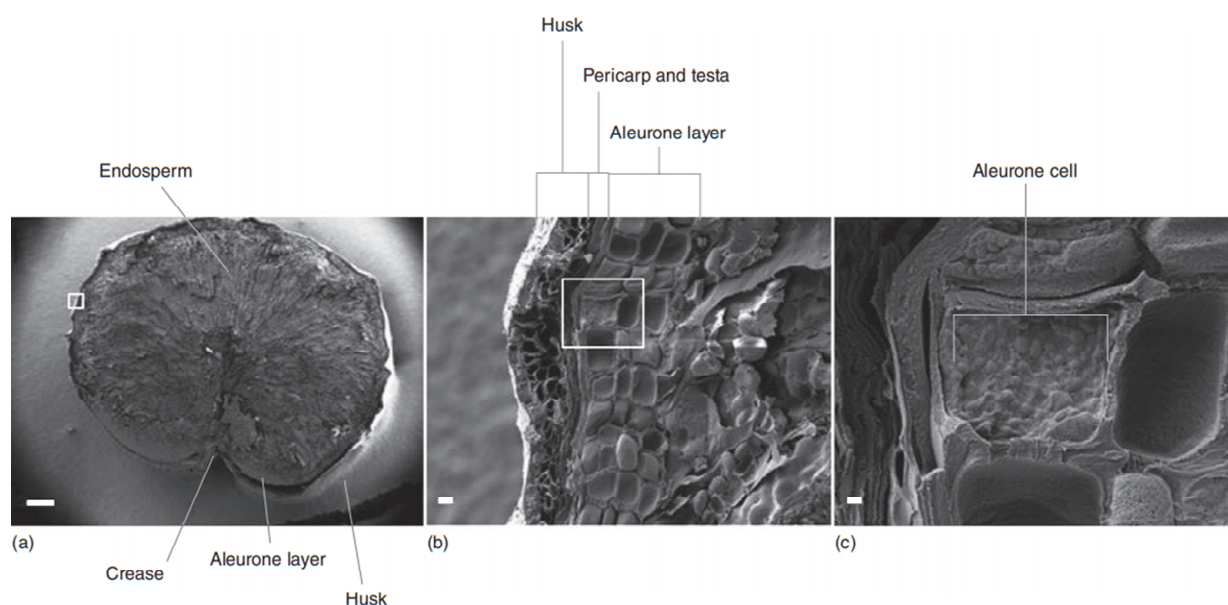 Husk
Pericarp and testa
Aleurone layer
Endosperm
Aleurone cell
(a)
(b)
(c)
Crease
Aleurone layer
Husk